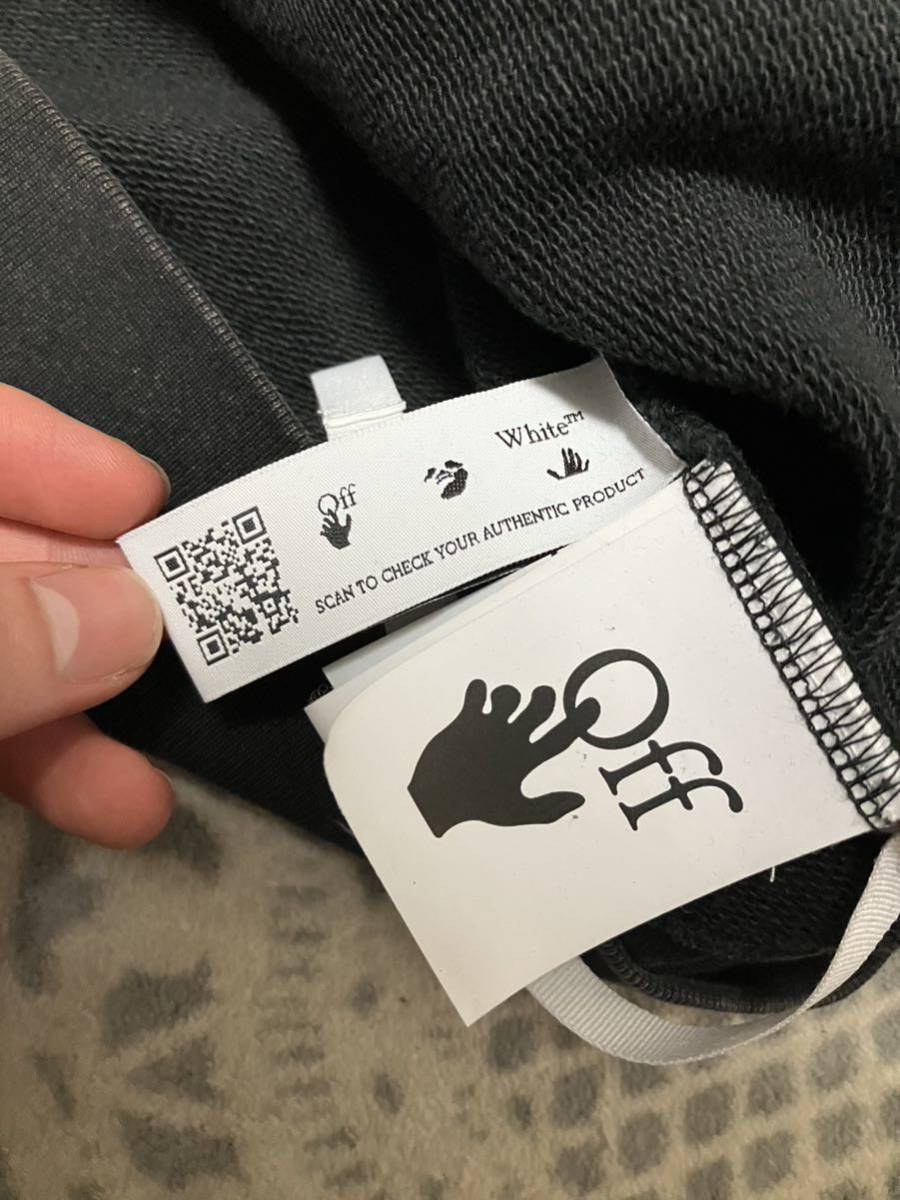 Off
White™
SCAN TO CHECK YOUR AUTHENTIC PRODUCT
Off